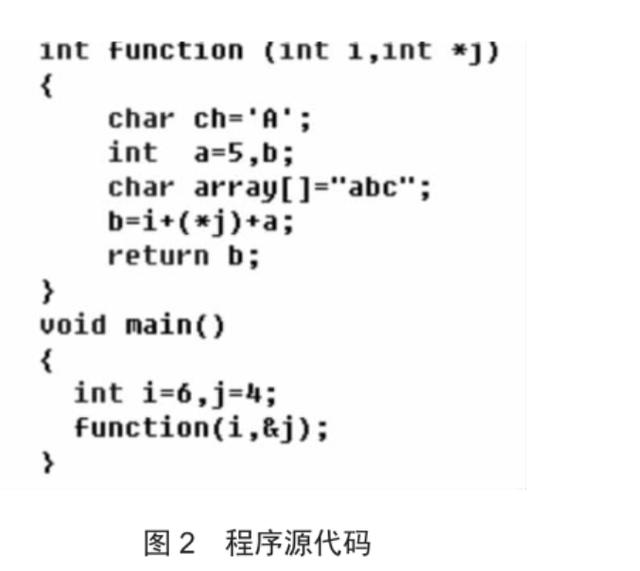 int function (int i,int *j)
{
char ch='A';
int a=5,b;
char array[]="abc";
b=i+(*j)+a;
return b;
}
void main()
{
int i=6,j=4;
function(i,&j);
}
图 2 程序源代码